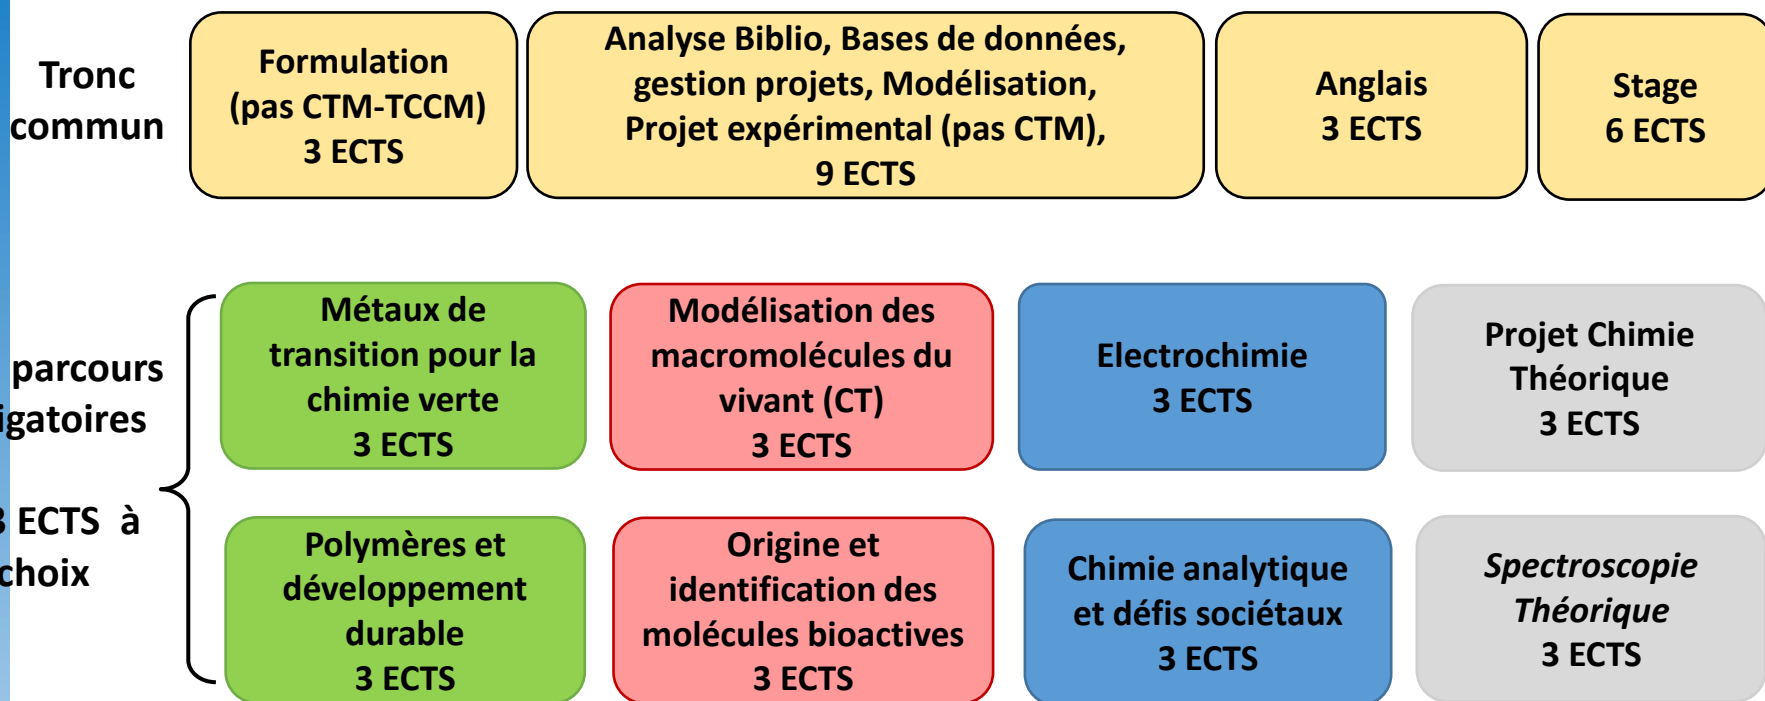 Tronc
commun
Formulation
(pas CTM-TCCM)
3 ECTS
Analyse Biblio, Bases de données,
gestion projets, Modélisation,
Projet expérimental (pas CTM),
9 ECTS
Anglais
3 ECTS
Stage
6 ECTS
parcours
igatoires
3 ECTS à
choix
Métaux de
transition pour la
chimie verte
3 ECTS
Modélisation des
macromolécules du
vivant (CT)
3 ECTS
Electrochimie
3 ECTS
Projet Chimie
Théorique
3 ECTS
Polymères et
développement
durable
3 ECTS
Origine et
identification des
molécules bioactives
3 ECTS
Chimie analytique
et défis sociétaux
3 ECTS
Spectroscopie
Théorique
3 ECTS